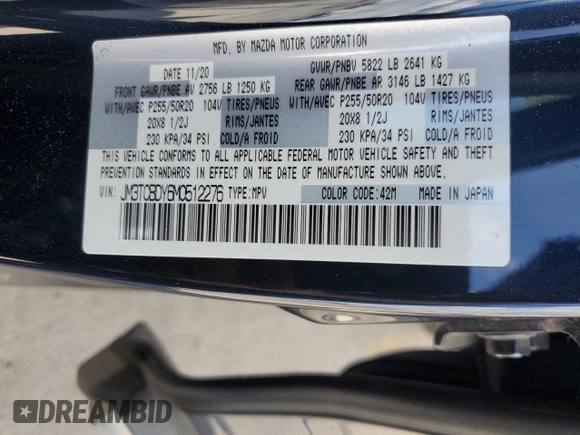 MFD. BY MAZDA MOTOR CORPORATION
DATE 11/20 GVWR/PNBV 5822 LB 2641 KG
FRONT GAWR/PNBE AV 2756 LB 1250 KG REAR GAWR/PNBE AR 3146 LB 1427 KG
WITH/AVEC P255/50R20 104V TIRES/PNEUS WITH/AVEC P255/50R20 104V TIRES/PNEUS
20X8 1/2J RIMS/JANTES 20X8 1/2J RIMS/JANTES
230 KPA/34 PSI COLD/A FROID 230 KPA/34 PSI COLD/A FROID
THIS VEHICLE CONFORMS TO ALL APPLICABLE FEDERAL MOTOR VEHICLE SAFETY AND THEFT
PREVENTION STANDARDS IN EFFECT ON THE DATE OF MANUFACTURE SHOWN ABOVE.
VIN: JM3TCBDY6M0512276 TYPE:MPV COLOR CODE:42M MADE IN JAPAN
DREAMBID